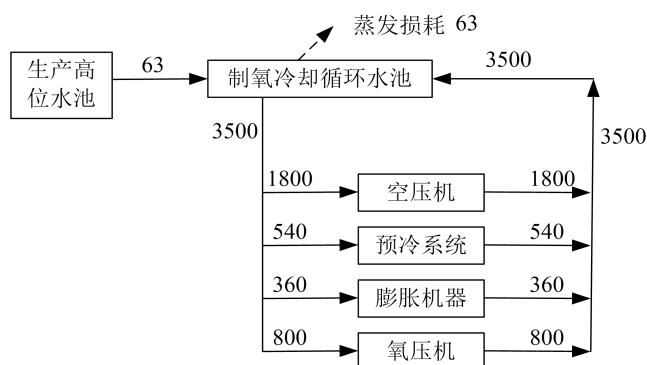 蒸发损耗 63
生产高
位水池
63
制氧冷却循环水池
3500
3500
3500
1800
空压机
1800
540
预冷系统
540
360
膨胀机器
360
800
氧压机
800